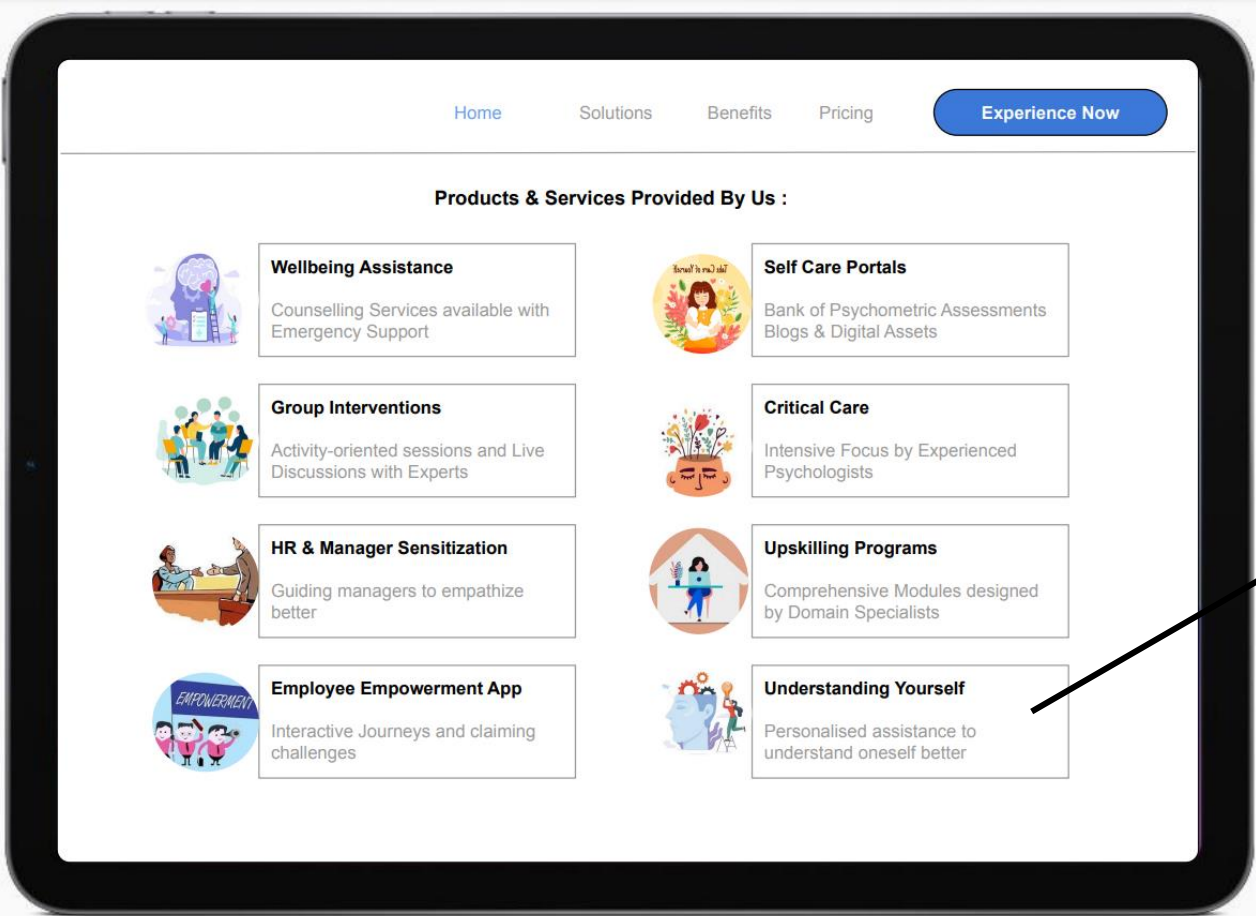 Home Solutions Benefits Pricing Experience Now
Products & Services Provided By Us :
Wellbeing Assistance
Counselling Services available with
Emergency Support
Take Care of Yourself
Self Care Portals
Bank of Psychometric Assessments
Blogs & Digital Assets
Group Interventions
Activity-oriented sessions and Live
Discussions with Experts
Critical Care
Intensive Focus by Experienced
Psychologists
HR & Manager Sensitization
Guiding managers to empathize
better
Upskilling Programs
Comprehensive Modules designed
by Domain Specialists
EMPOWERMENT
Employee Empowerment App
Interactive Journeys and claiming
challenges
Understanding Yourself
Personalised assistance to
understand oneself better